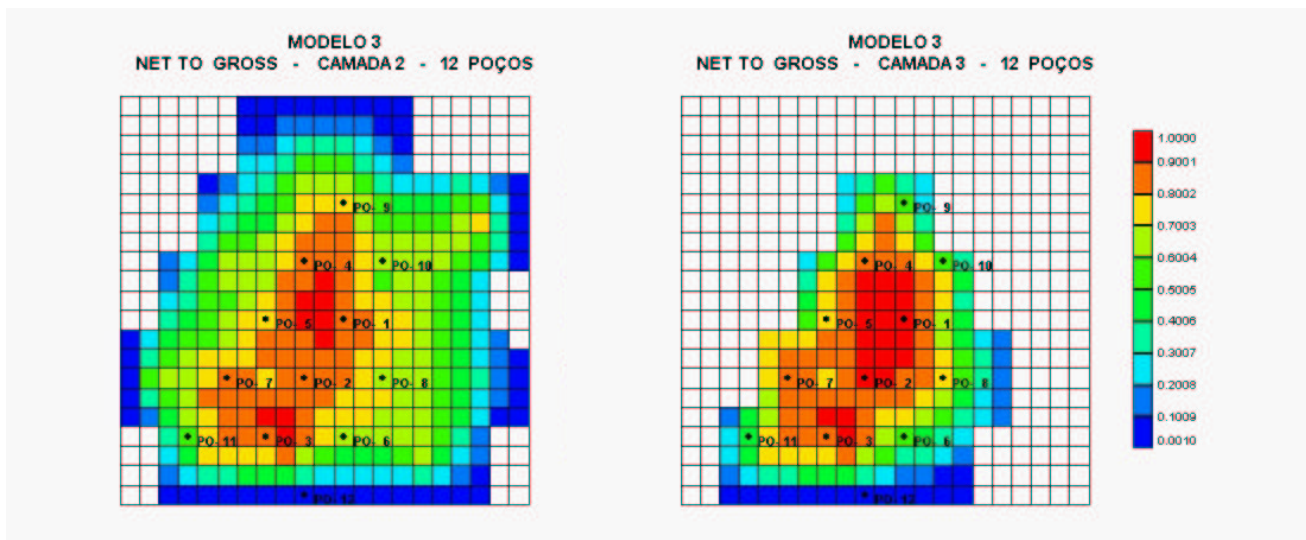 MODELO 3
NET TO GROSS - CAMADA 2 - 12 POÇOS
PO- 9
PO- 4
PO- 10
PO- 5
PO- 1
PO- 7
PO- 2
PO- 8
PO- 11
PO- 3
PO- 6
PO- 12
MODELO 3
NET TO GROSS - CAMADA 3 - 12 POÇOS
PO- 9
PO- 4
PO- 10
PO- 5
PO- 1
PO- 7
PO- 2
PO- 8
PO- 11
PO- 3
PO- 6
PO- 12
1.0000
0.9001
0.8002
0.7003
0.6004
0.5005
0.4006
0.3007
0.2008
0.1009
0.0010